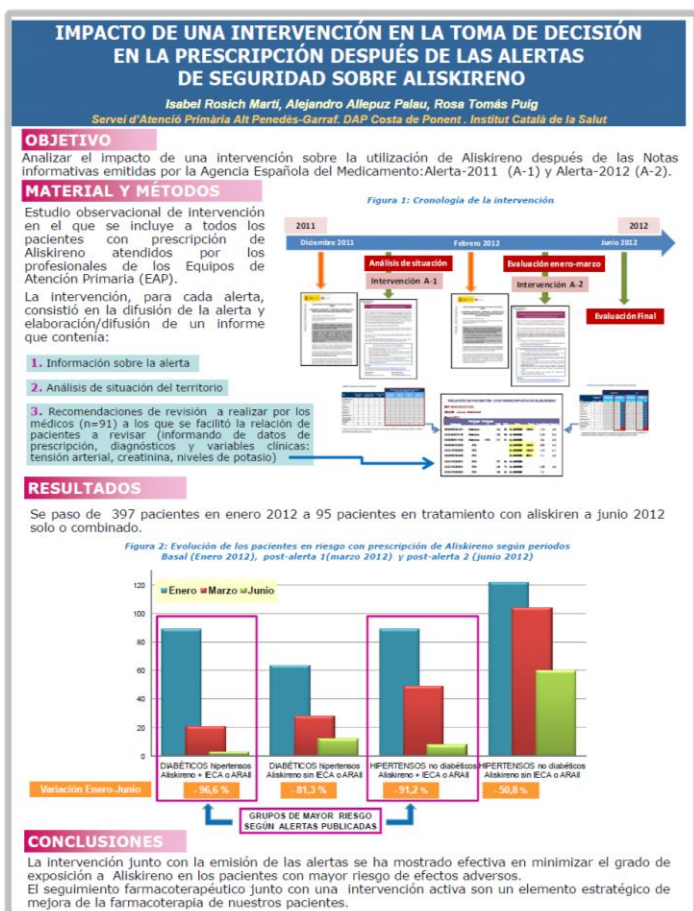 IMPACTO DE UNA INTERVENCIÓN EN LA TOMA DE DECISIÓN
EN LA PRESCRIPCIÓN DESPUÉS DE LAS ALERTAS
DE SEGURIDAD SOBRE ALISKIRENO
Isabel Rosich Martí, Alejandro Allepuz Palau, Rosa Tomás Puig
Servei d'Atenció Primària Alt Penedès-Garraf. DAP Costa de Ponent . Institut Català de la Salut
OBJETIVO
Analizar el impacto de una intervención sobre la utilización de Aliskireno después de las Notas
informativas emitidas por la Agencia Española del Medicamento:Alerta-2011 (A-1) y Alerta-2012 (A-2).
MATERIAL Y MÉTODOS
Estudio observacional de intervención
en el que se incluye a todos los
pacientes con prescripción de
Aliskireno atendidos por los
profesionales de los Equipos de
Atención Primaria (EAP).
La intervención, para cada alerta,
consistió en la difusión de la alerta y
elaboración/difusión de un informe
que contenía:
1. Información sobre la alerta
2. Análisis de situación del territorio
3. Recomendaciones de revisión a realizar por los
médicos (n=91) a los que se facilitó la relación de
pacientes a revisar (informando de datos de
prescripción, diagnósticos y variables clínicas:
tensión arterial, creatinina, niveles de potasio)
Figura 1: Cronología de la intervención
2011
2012
Diciembre 2011
Febrero 2012
Junio 2012
Análisis de situación
Evaluación enero-marzo
Intervención A-1
Intervención A-2
Evaluación Final
RELACIÓN DE PACIENTES CON PRESCRIPCIÓN DE ALISKIRENO
RESULTADOS
Se paso de 397 pacientes en enero 2012 a 95 pacientes en tratamiento con aliskiren a junio 2012
solo o combinado.
Figura 2: Evolución de los pacientes en riesgo con prescripción de Aliskireno según periodos
Basal (Enero 2012), post-alerta 1(marzo 2012) y post-alerta 2 (junio 2012)
Enero Marzo Junio
120
100
80
60
40
20
0
DIABÉTICOS hipertensos DIABÉTICOS hipertensos HIPERTENSOS no diabéticos HIPERTENSOS no diabéticos
Aliskireno + IECA o ARAII Aliskireno sin IECA o ARAII Aliskireno + IECA o ARAII Aliskireno sin IECA o ARAII
Variación Enero-Junio - 96,6 % - 81,3 % - 91,2 % - 50,8 %
GRUPOS DE MAYOR RIESGO
SEGÚN ALERTAS PUBLICADAS
CONCLUSIONES
La intervención junto con la emisión de las alertas se ha mostrado efectiva en minimizar el grado de
exposición a Aliskireno en los pacientes con mayor riesgo de efectos adversos.
El seguimiento farmacoterapéutico junto con una intervención activa son un elemento estratégico de
mejora de la farmacoterapia de nuestros pacientes.